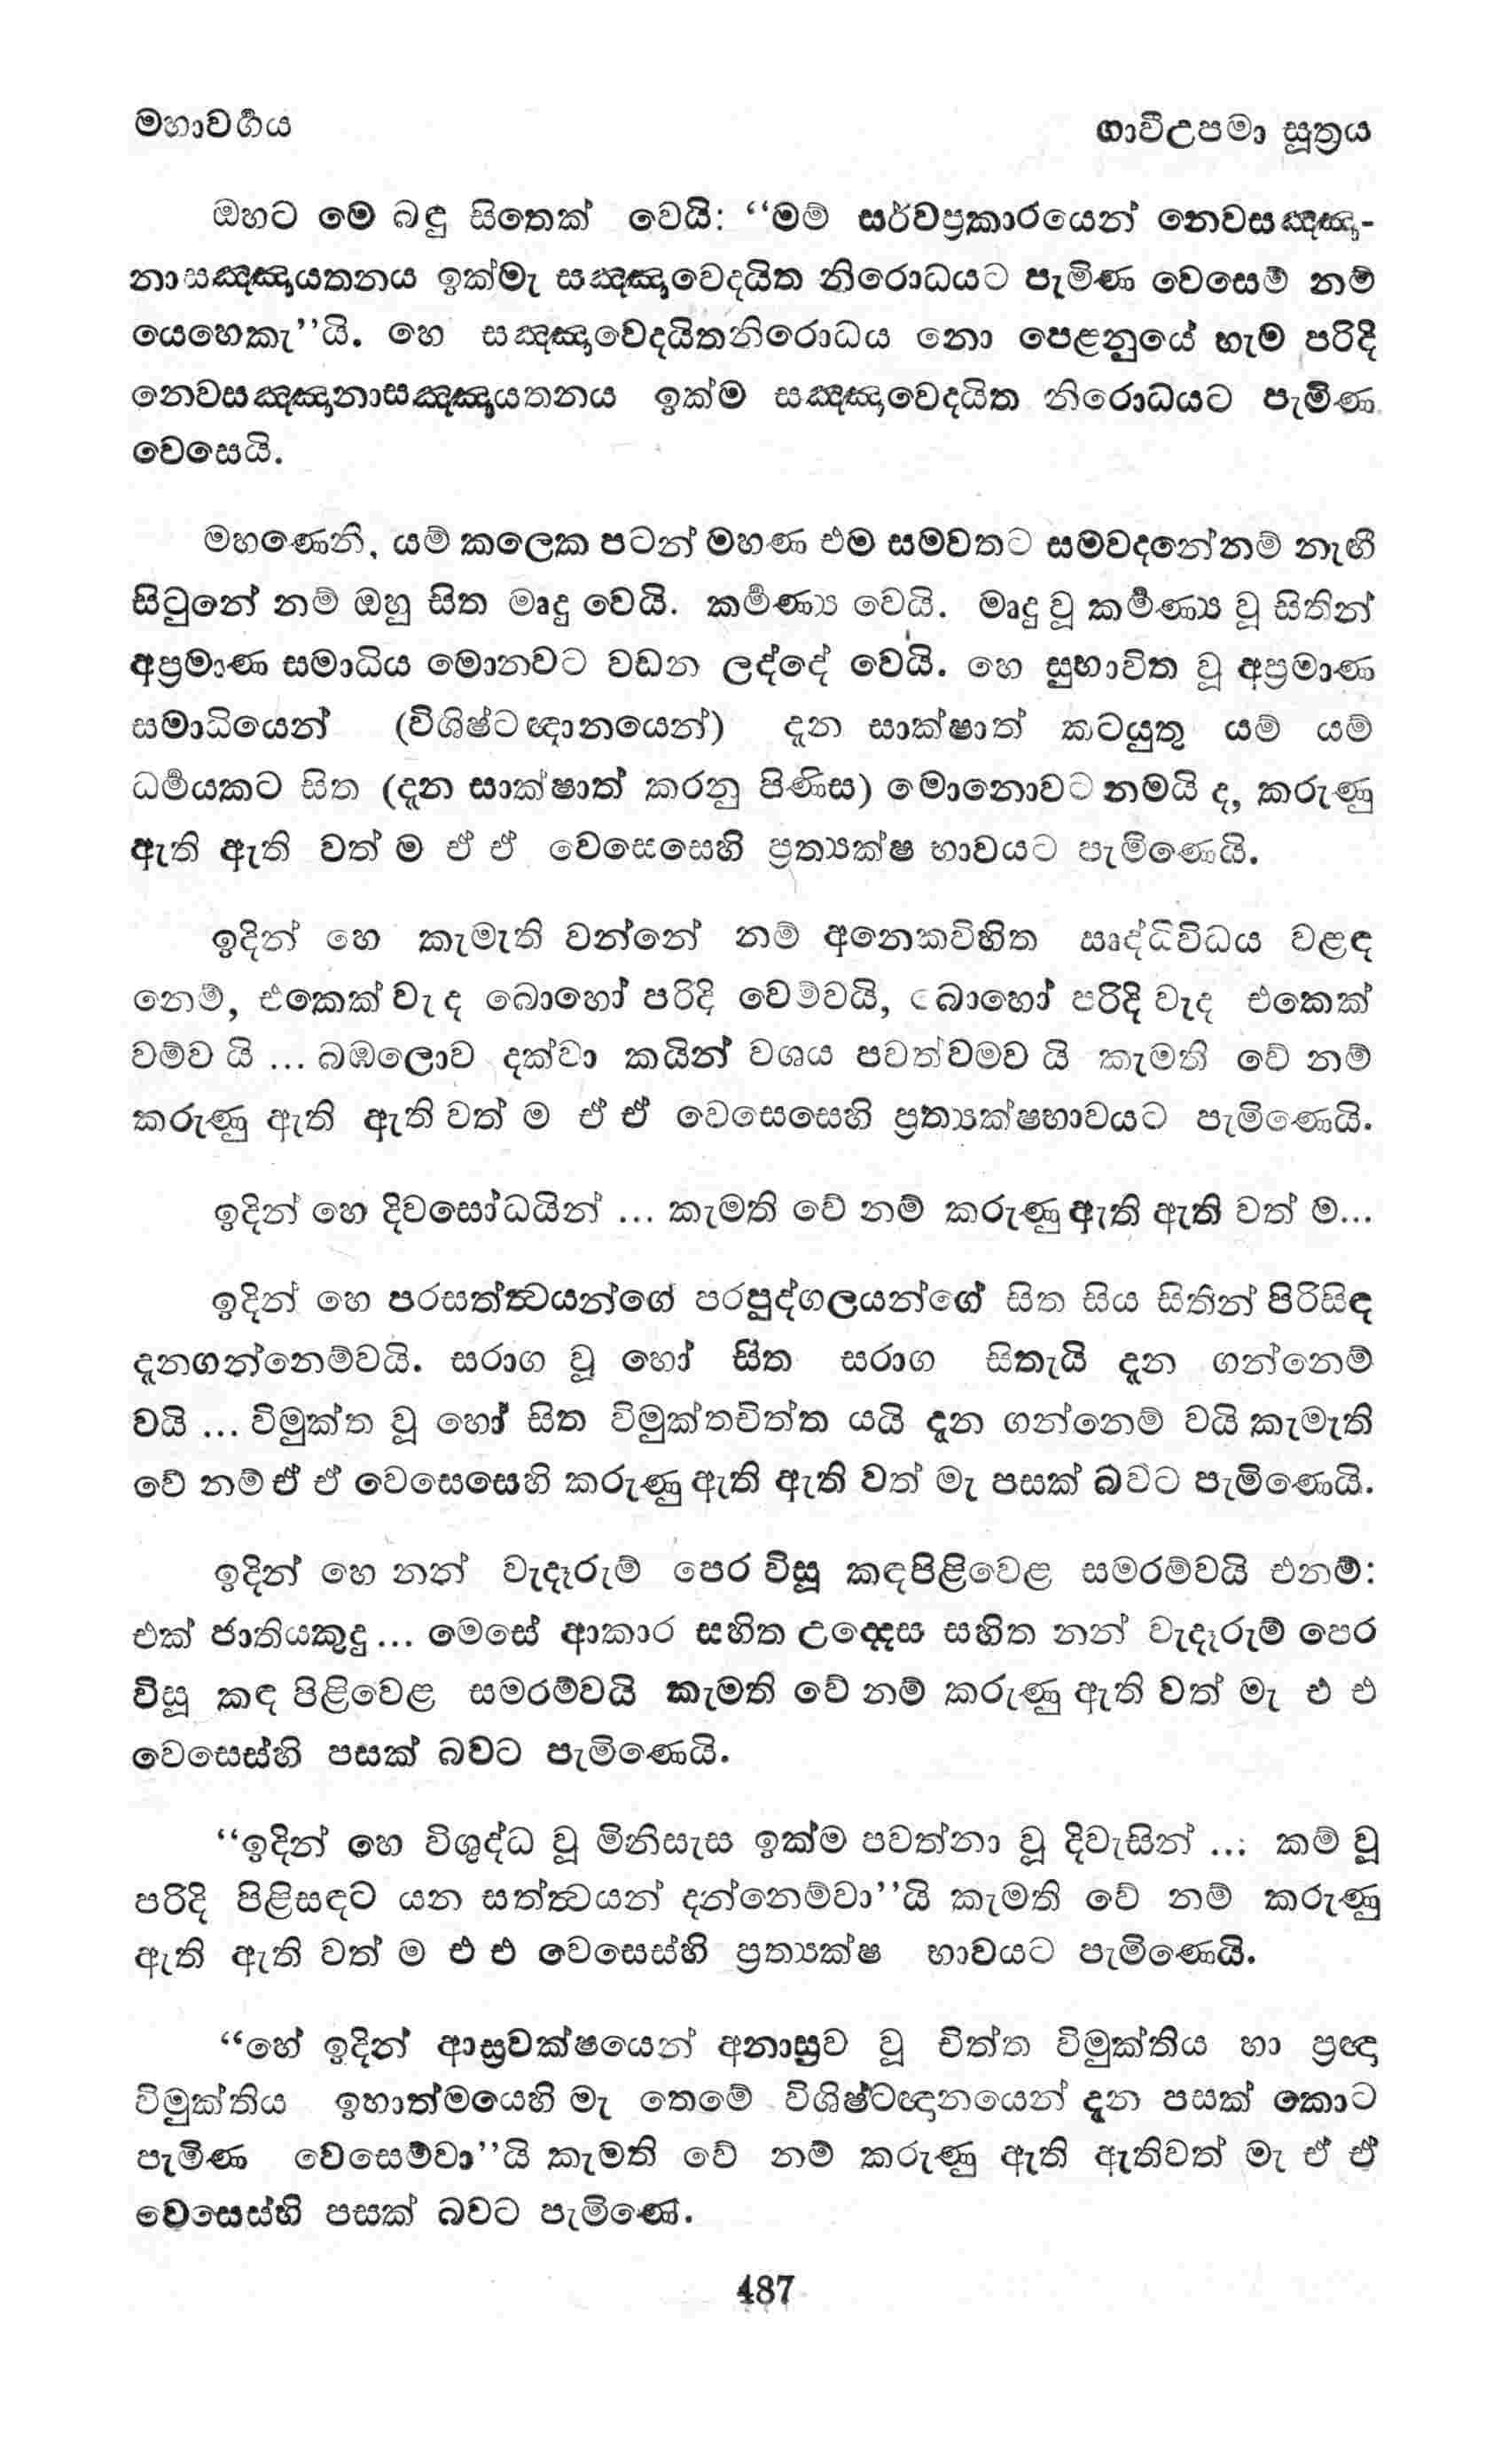 මහාවර්‍ගය ගාවීඋපමා සූත්‍රය
ඔහට මෙ බඳු සිතෙක් වෙයි: “මම් සර්වප්‍රකාරයෙන් නෙවසඤ්ඤා-
නාසඤ්ඤායතනය ඉක්මැ සඤ්ඤාවෙදයිත නිරොධයට පැමිණ වෙසෙම් නම්
යෙහෙකැ”යි. හෙ සඤ්ඤාවෙදයිතනිරොධය නො පෙළනුයේ හැම පරිදි
නෙවසඤ්ඤානාසඤ්ඤායතනය ඉක්ම සඤ්ඤාවෙදයිත නිරොධයට පැමිණ
වෙසෙයි.
මහණෙනි, යම් කලෙක පටන් මහණ එම සමවතට සමවදනේනම් නැඟී
සිටුනේ නම් ඔහු සිත මෘදු වෙයි. කර්‍මණ්‍ය වෙයි. මෘදු වූ කර්‍මණ්‍ය වූ සිතින්
අප්‍රමාණ සමාධිය මොනවට වඩන ලද්දේ වෙයි. හෙ සුභාවිත වූ අප්‍රමාණ
සමාධියෙන් (විශිෂ්ටඥානයෙන්) දැන සාක්ෂාත් කටයුතු යම් යම්
ධර්‍මයකට සිත (දැන සාක්ෂාත් කරනු පිණිස) මොනොවට නමයි ද, කරුණු
ඇති ඇති වත් ම ඒ ඒ වෙසෙසෙහි ප්‍රත්‍යක්ෂ භාවයට පැමිණෙයි.
ඉදින් හෙ කැමැති වන්නේ නම් අනෙකවිහිත සෘද්ධිවිධය වළඳ
නෙම්, එකෙක් වැ ද බොහෝ පරිදි වෙම්වයි, බොහෝ පරිදි වැද එකෙක්
වම්ව යි ... බඹලොව දක්වා කයින් වශය පවත්වමව යි කැමති වේ නම්
කරුණු ඇති ඇති වත් ම ඒ ඒ වෙසෙසෙහි ප්‍රත්‍යක්ෂභාවයට පැමිණෙයි.
ඉදින් හෙ දිවසෝධයින් ... කැමති වේ නම් කරුණු ඇති ඇති වත් ම...
ඉදින් හෙ පරසත්ත්‍වයන්ගේ පරපුද්ගලයන්ගේ සිත සිය සිතින් පිරිසිඳ
දැනගන්නෙම්වයි. සරාග වූ හෝ සිත සරාග සිතැයි දැන ගන්නෙම්
වයි ... විමුක්ත වූ හෝ සිත විමුක්තචිත්ත යයි දැන ගන්නෙම් වයි කැමැති
වේ නම් ඒ ඒ වෙසෙසෙහි කරුණු ඇති ඇති වත් මැ පසක් බවට පැමිණෙයි.
ඉදින් හෙ නන් වැදෑරුම් පෙර විසූ කඳපිළිවෙළ සමරම්වයි එනම්:
එක් ජාතියකුදු ... මෙසේ ආකාර සහිත උද්දෙස සහිත නන් වැදෑරුම් පෙර
විසූ කඳ පිළිවෙළ සමරම්වයි කැමති වේ නම් කරුණු ඇති වත් මැ එ එ
වෙසෙස්හි පසක් බවට පැමිණෙයි.
“ඉදින් හෙ විශුද්ධ වූ මිනිසැස ඉක්ම පවත්නා වූ දිවැසින් ... කම් වූ
පරිදි පිළිසඳට යන සත්ත්‍වයන් දන්නෙම්වා”යි කැමති වේ නම් කරුණු
ඇති ඇති වත් ම එ එ වෙසෙස්හි ප්‍රත්‍යක්ෂ භාවයට පැමිණෙයි.
“හේ ඉදින් ආස්‍රවක්ෂයෙන් අනාස්‍රව වූ චිත්ත විමුක්තිය හා ප්‍රඥා
විමුක්තිය ඉහාත්මයෙහි මැ තෙමේ විශිෂ්ටඥානයෙන් දැන පසක් කොට
පැමිණ වෙසෙම්වා”යි කැමති වේ නම් කරුණු ඇති ඇතිවත් මැ ඒ ඒ
වෙසෙස්හි පසක් බවට පැමිණේ.
487